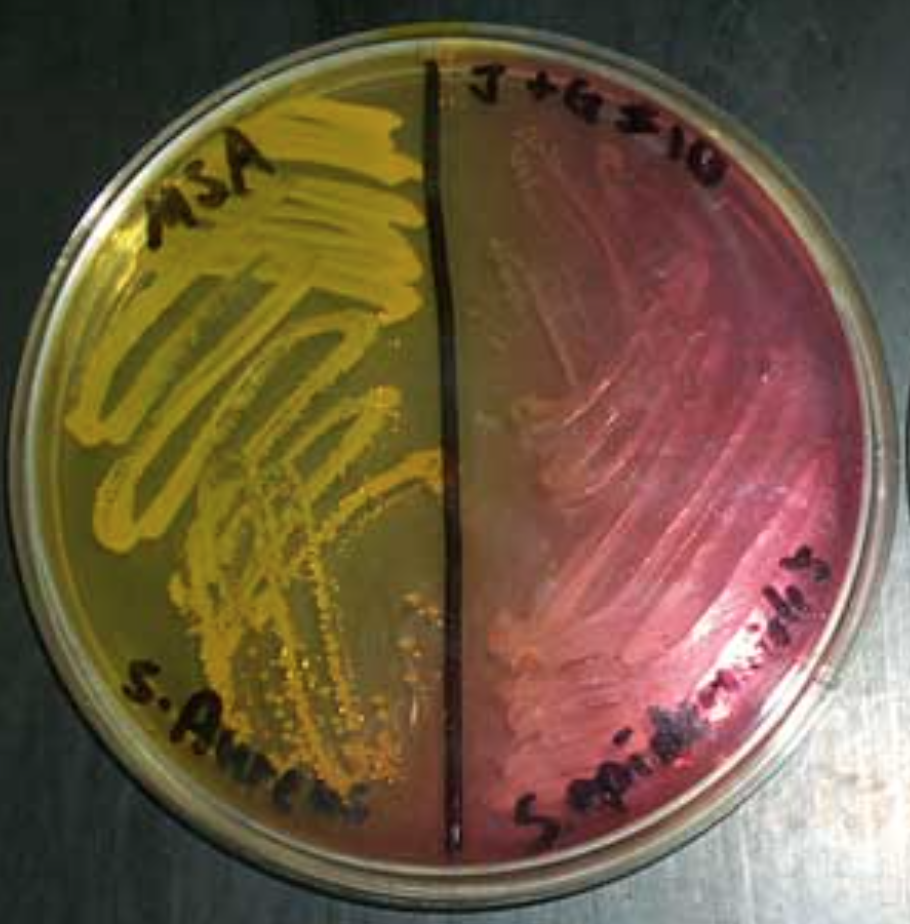 MSA
J + G #10
S. Aureus
S. epidermidis